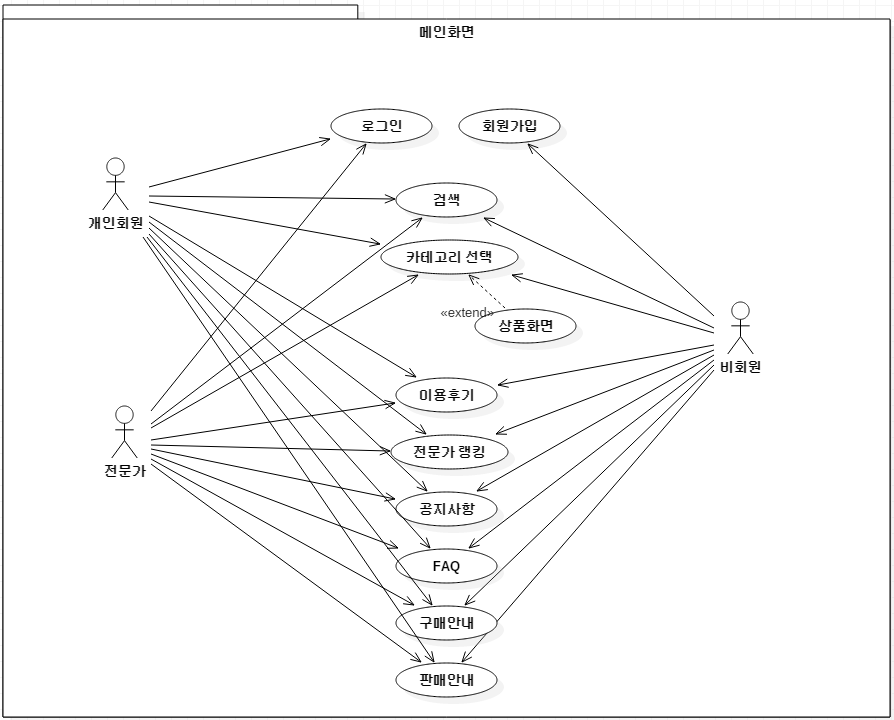 메인화면
로그인
회원가입
검색
개인회원
카테고리 선택
«extend»
상품화면
비회원
이용후기
전문가 랭킹
전문가
공지사항
FAQ
구매안내
판매안내